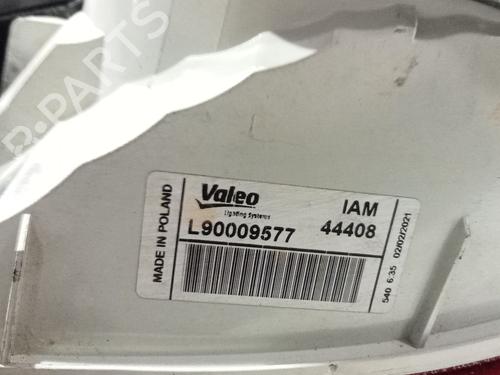 R-PARTS
MADE IN POLAND
Valeo
Lighting Systems
IAM
L90009577
44408
540 6:35 02/02/2021